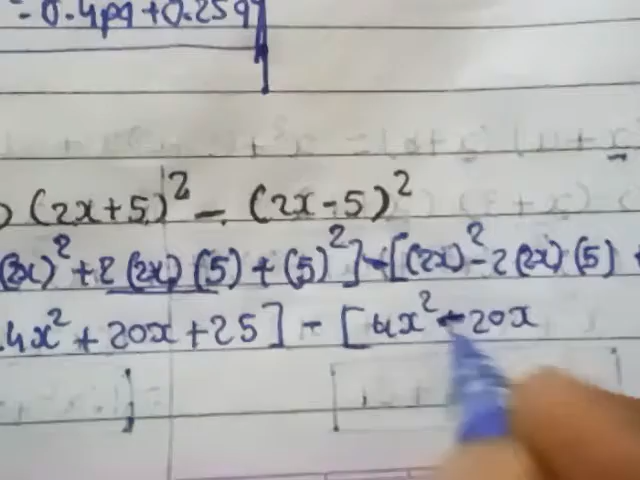 - 0.4pq + 0.25q
) (2x+5)² - (2x-5)²
(2x)² + 2(2x)(5) + (5)²] - [(2x)² - 2(2x)(5) +
4x² + 20x + 25] - [4x² - 20x